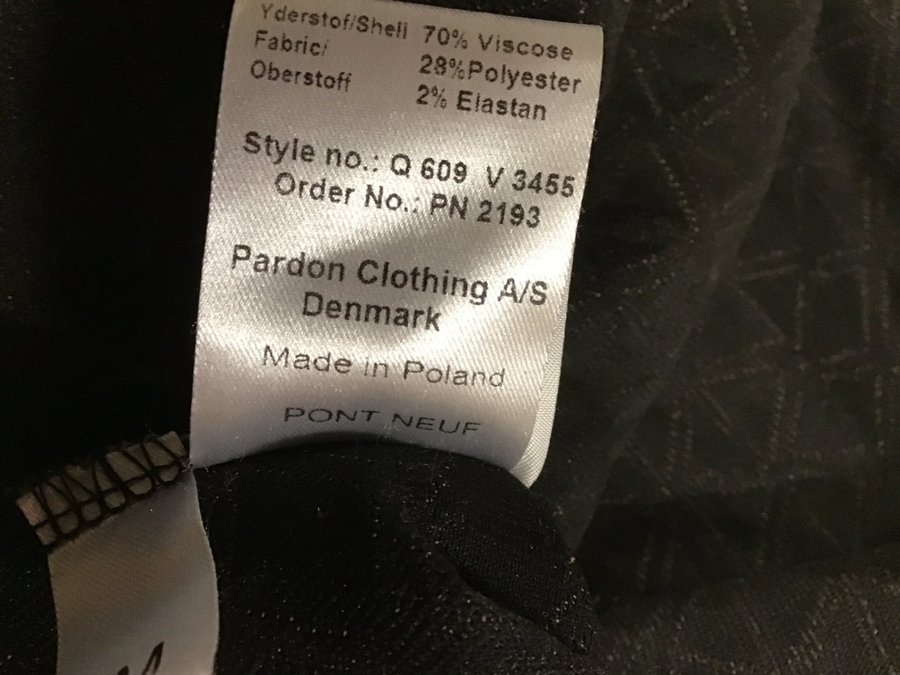 Yderstof/Shell 70% Viscose
Fabric/ 28%Polyester
Oberstoff 2% Elastan
Style no.: Q 609 V 3455
Order No.: PN 2193
Pardon Clothing A/S
Denmark
Made in Poland
PONT NEUF